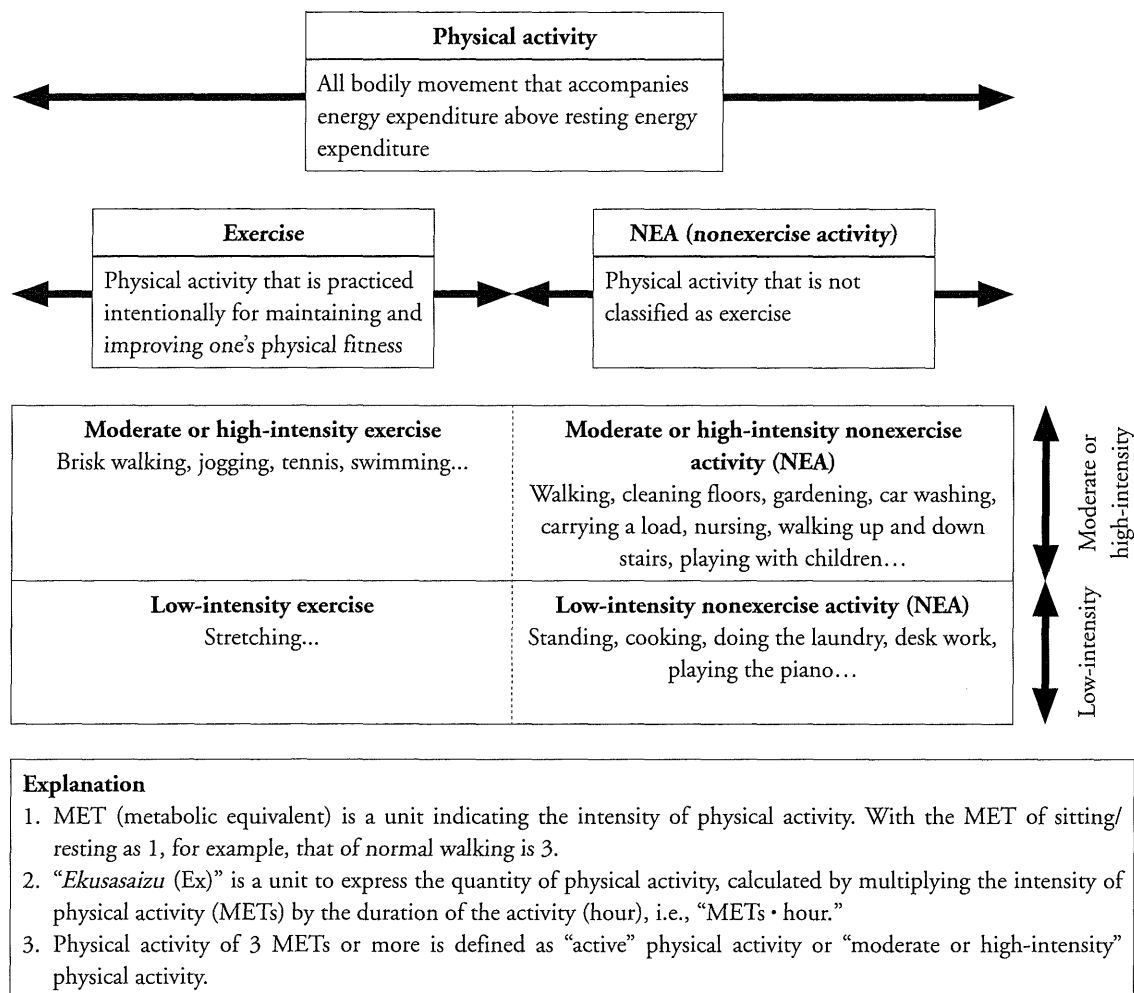 Physical activity
All bodily movement that accompanies
energy expenditure above resting energy
expenditure
Exercise
Physical activity that is practiced
intentionally for maintaining and
improving one's physical fitness
NEA (nonexercise activity)
Physical activity that is not
classified as exercise
Moderate or high-intensity exercise
Brisk walking, jogging, tennis, swimming...
Moderate or high-intensity nonexercise
activity (NEA)
Walking, cleaning floors, gardening, car washing,
carrying a load, nursing, walking up and down
stairs, playing with children...
Moderate or
high-intensity
Low-intensity exercise
Stretching...
Low-intensity nonexercise activity (NEA)
Standing, cooking, doing the laundry, desk work,
playing the piano...
Low-intensity
Explanation
1. MET (metabolic equivalent) is a unit indicating the intensity of physical activity. With the MET of sitting/
resting as 1, for example, that of normal walking is 3.
2. "Ekusasaizu (Ex)" is a unit to express the quantity of physical activity, calculated by multiplying the intensity of
physical activity (METs) by the duration of the activity (hour), i.e., "METs · hour."
3. Physical activity of 3 METs or more is defined as "active" physical activity or "moderate or high-intensity"
physical activity.